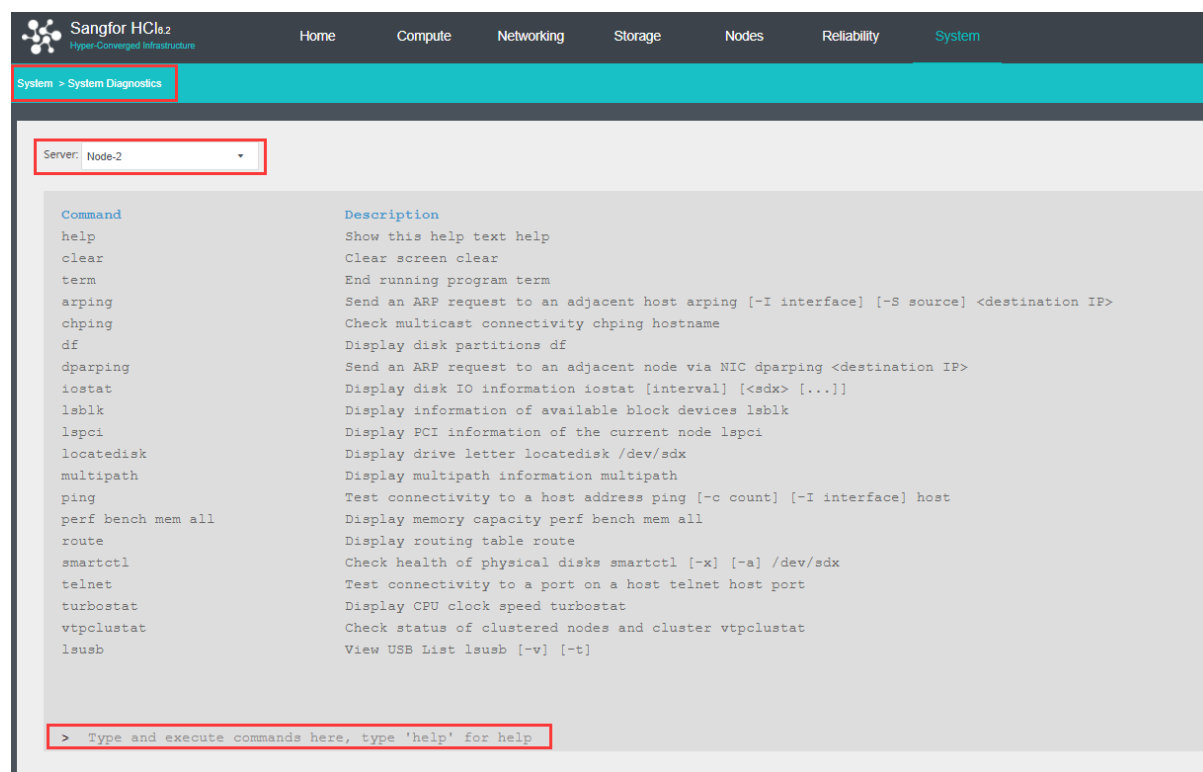 Sangfor HCI6.2
Hyper-Converged Infrastructure
Home Compute Networking Storage Nodes Reliability System
System > System Diagnostics
Server: Node-2
Command Description
help Show this help text help
clear Clear screen clear
term End running program term
arping Send an ARP request to an adjacent host arping [-I interface] [-S source] <destination IP>
chping Check multicast connectivity chping hostname
df Display disk partitions df
dparping Send an ARP request to an adjacent node via NIC dparping <destination IP>
iostat Display disk IO information iostat [interval] [<sdx> [...]]
lsblk Display information of available block devices lsblk
lspci Display PCI information of the current node lspci
locatedisk Display drive letter locatedisk /dev/sdx
multipath Display multipath information multipath
ping Test connectivity to a host address ping [-c count] [-I interface] host
perf bench mem all Display memory capacity perf bench mem all
route Display routing table route
smartctl Check health of physical disks smartctl [-x] [-a] /dev/sdx
telnet Test connectivity to a port on a host telnet host port
turbostat Display CPU clock speed turbostat
vtpclustat Check status of clustered nodes and cluster vtpclustat
lsusb View USB List lsusb [-v] [-t]
> Type and execute commands here, type 'help' for help